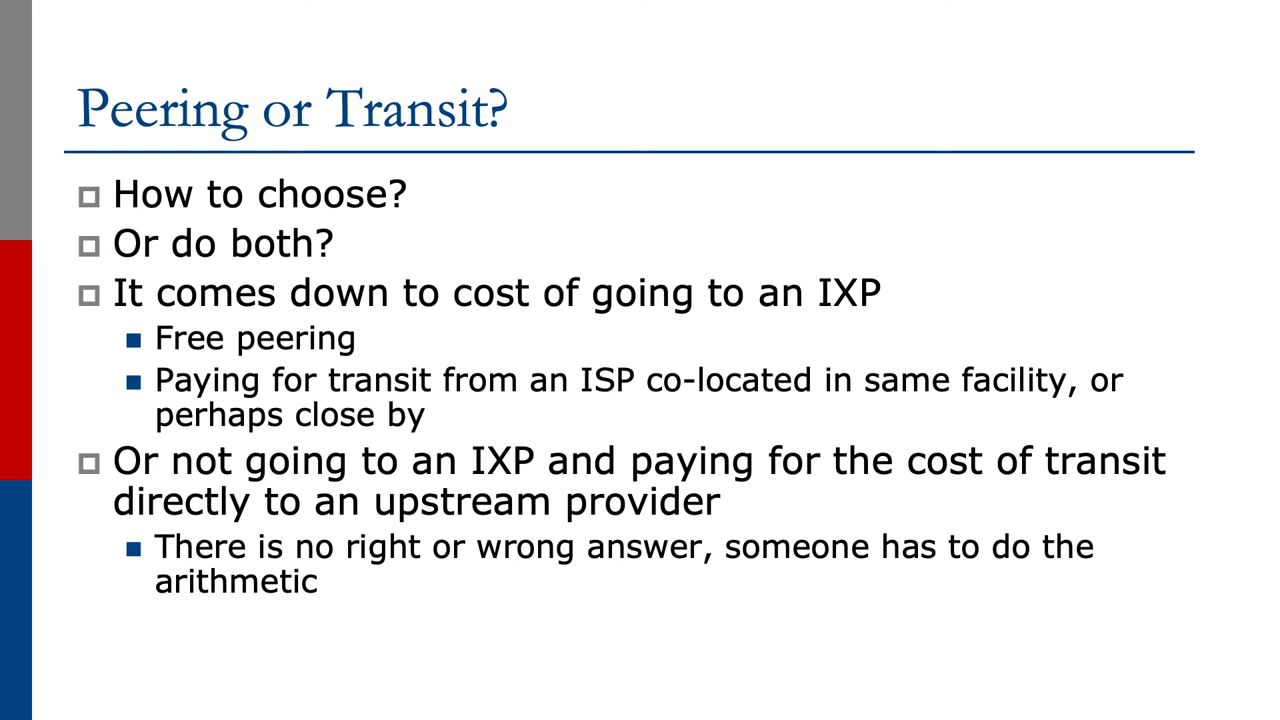 Peering or Transit?
How to choose?
Or do both?
It comes down to cost of going to an IXP
Free peering
Paying for transit from an ISP co-located in same facility, or
perhaps close by
Or not going to an IXP and paying for the cost of transit
directly to an upstream provider
There is no right or wrong answer, someone has to do the
arithmetic